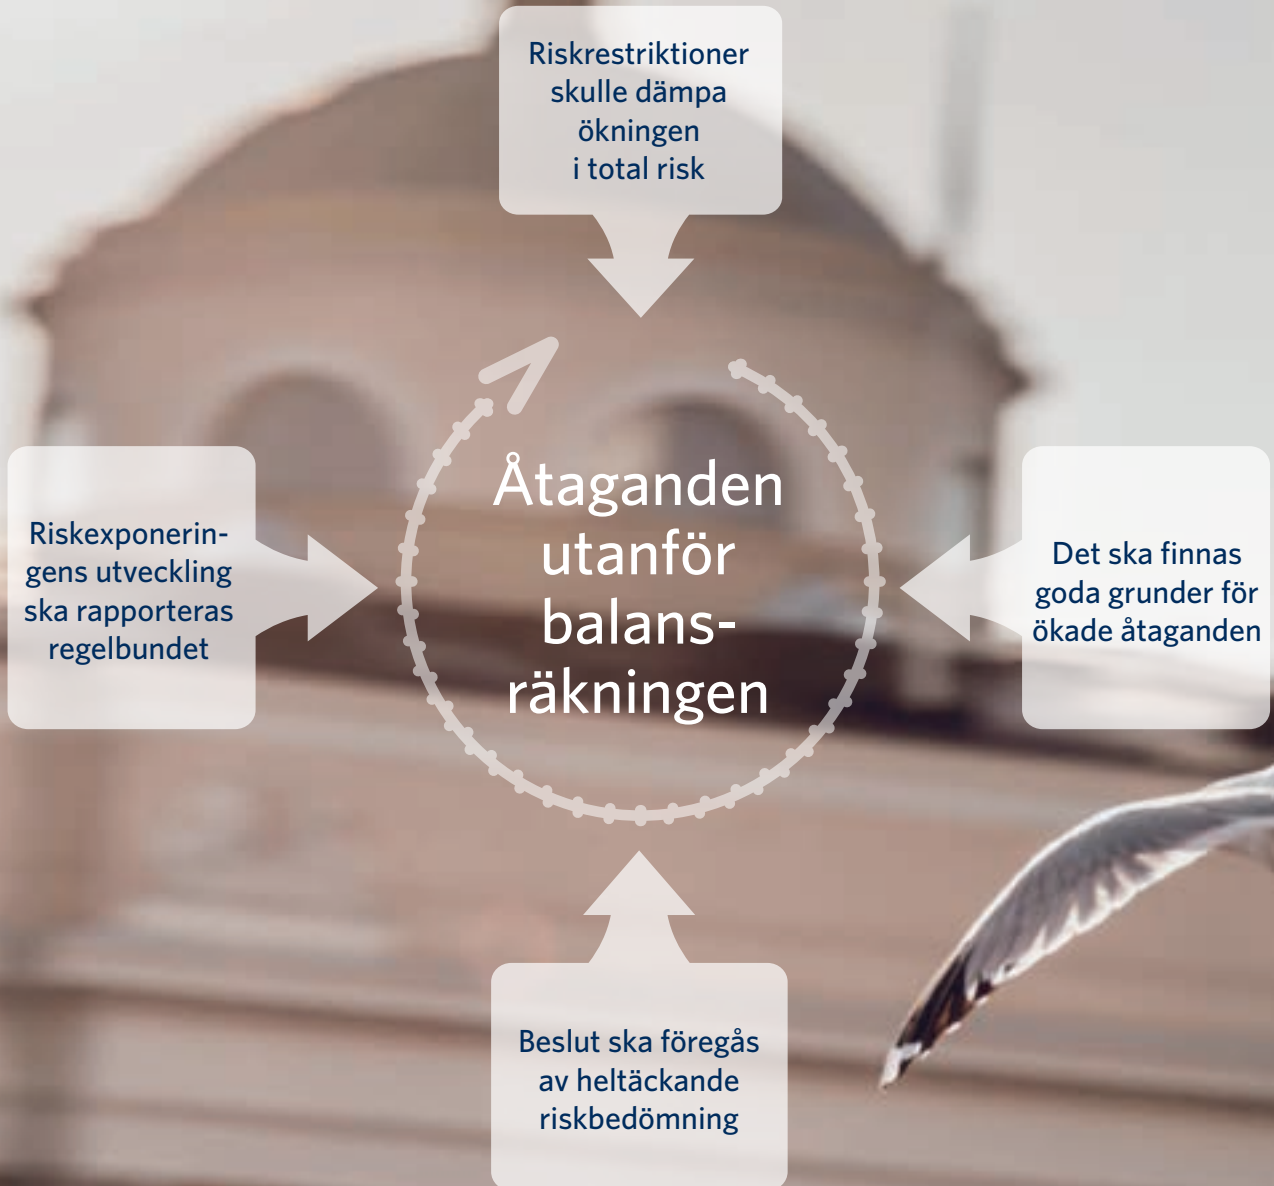 Riskrestriktioner
skulle dämpa
ökningen
i total risk
Riskexponerin-
gens utveckling
ska rapporteras
regelbundet
Åtaganden
utanför
balans-
räkningen
Det ska finnas
goda grunder för
ökade åtaganden
Beslut ska föregås
av heltäckande
riskbedömning